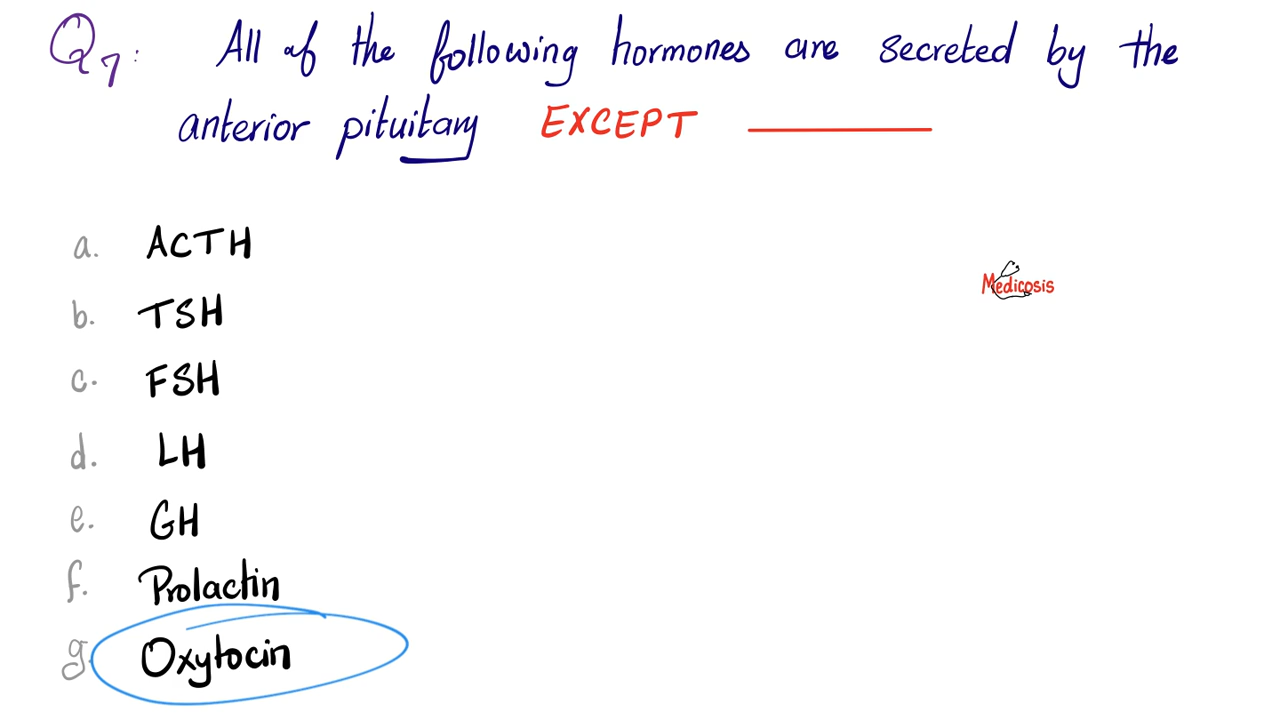 Q7: All of the following hormones are secreted by the
anterior pituitary EXCEPT ______
a. ACTH
Medicosis
b. TSH
c. FSH
d. LH
e. GH
f. Prolactin
g. Oxytocin